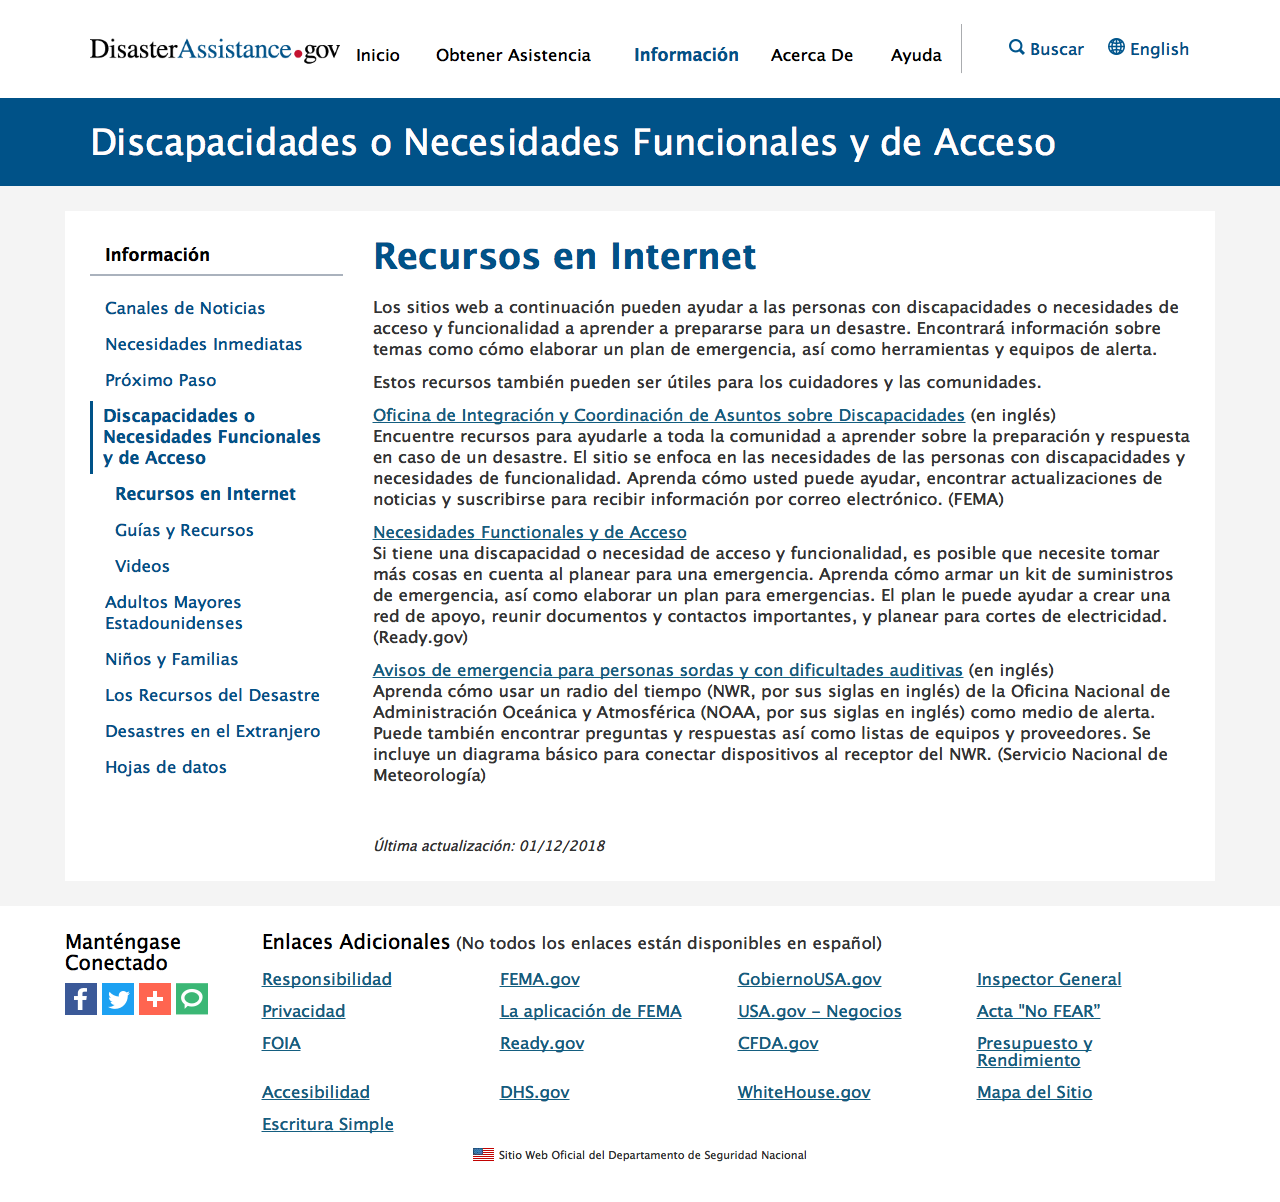 DisasterAssistance.gov
Inicio
Obtener Asistencia
Información
Acerca De
Ayuda
Buscar
English
Discapacidades o Necesidades Funcionales y de Acceso
Información
Canales de Noticias
Necesidades Inmediatas
Próximo Paso
Discapacidades o
Necesidades Funcionales
y de Acceso
Recursos en Internet
Guías y Recursos
Videos
Adultos Mayores
Estadounidenses
Niños y Familias
Los Recursos del Desastre
Desastres en el Extranjero
Hojas de datos
Recursos en Internet
Los sitios web a continuación pueden ayudar a las personas con discapacidades o necesidades de
acceso y funcionalidad a aprender a prepararse para un desastre. Encontrará información sobre
temas como cómo elaborar un plan de emergencia, así como herramientas y equipos de alerta.
Estos recursos también pueden ser útiles para los cuidadores y las comunidades.
Oficina de Integración y Coordinación de Asuntos sobre Discapacidades (en inglés)
Encuentre recursos para ayudarle a toda la comunidad a aprender sobre la preparación y respuesta
en caso de un desastre. El sitio se enfoca en las necesidades de las personas con discapacidades y
necesidades de funcionalidad. Aprenda cómo usted puede ayudar, encontrar actualizaciones de
noticias y suscribirse para recibir información por correo electrónico. (FEMA)
Necesidades Functionales y de Acceso
Si tiene una discapacidad o necesidad de acceso y funcionalidad, es posible que necesite tomar
más cosas en cuenta al planear para una emergencia. Aprenda cómo armar un kit de suministros
de emergencia, así como elaborar un plan para emergencias. El plan le puede ayudar a crear una
red de apoyo, reunir documentos y contactos importantes, y planear para cortes de electricidad.
(Ready.gov)
Avisos de emergencia para personas sordas y con dificultades auditivas (en inglés)
Aprenda cómo usar un radio del tiempo (NWR, por sus siglas en inglés) de la Oficina Nacional de
Administración Oceánica y Atmosférica (NOAA, por sus siglas en inglés) como medio de alerta.
Puede también encontrar preguntas y respuestas así como listas de equipos y proveedores. Se
incluye un diagrama básico para conectar dispositivos al receptor del NWR. (Servicio Nacional de
Meteorología)
Última actualización: 01/12/2018
Manténgase
Conectado
Enlaces Adicionales (No todos los enlaces están disponibles en español)
Responsibilidad
FEMA.gov
GobiernoUSA.gov
Inspector General
Privacidad
La aplicación de FEMA
USA.gov – Negocios
Acta "No FEAR”
FOIA
Ready.gov
CFDA.gov
Presupuesto y
Rendimiento
Accesibilidad
DHS.gov
WhiteHouse.gov
Mapa del Sitio
Escritura Simple
Sitio Web Oficial del Departamento de Seguridad Nacional